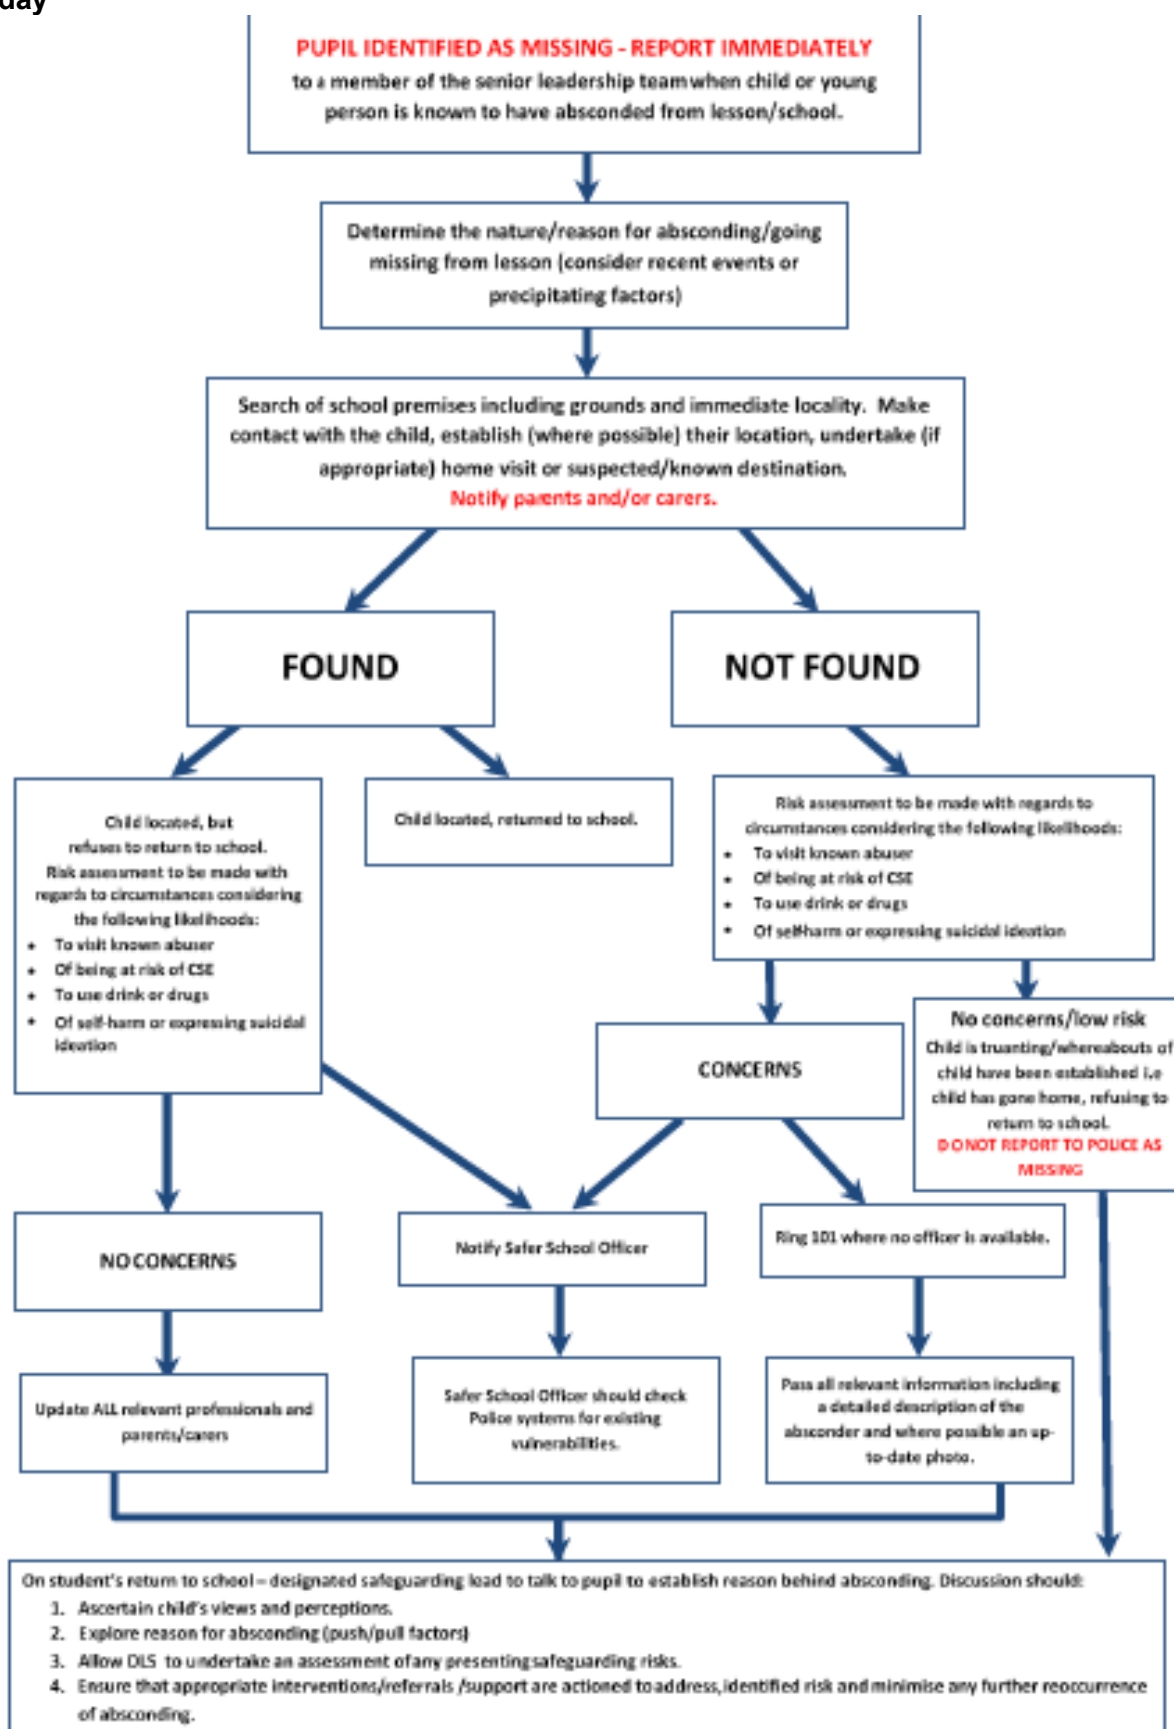 day
PUPIL IDENTIFIED AS MISSING - REPORT IMMEDIATELY
to a member of the senior leadership team when child or young
person is known to have absconded from lesson/school.
Determine the nature/reason for absconding/going
missing from lesson (consider recent events or
precipitating factors)
Search of school premises including grounds and immediate locality. Make
contact with the child, establish (where possible) their location, undertake (if
appropriate) home visit or suspected/known destination.
Notify parents and/or carers.
FOUND
NOT FOUND
Child located, but
refuses to return to school.
Risk assessment to be made with
regards to circumstances considering
the following likelihoods:
• To visit known abuser
• Of being at risk of CSE
• To use drink or drugs
• Of self-harm or expressing suicidal
ideation
Child located, returned to school.
Risk assessment to be made with regards to
circumstances considering the following likelihoods:
• To visit known abuser
• Of being at risk of CSE
• To use drink or drugs
• Of self-harm or expressing suicidal ideation
CONCERNS
No concerns/low risk
Child is truanting/whereabouts of
child have been established i.e
child has gone home, refusing to
return to school.
DO NOT REPORT TO POLICE AS
MISSING
NO CONCERNS
Notify Safer School Officer
Ring 101 where no officer is available.
Update ALL relevant professionals and
parents/carers
Safer School Officer should check
Police systems for existing
vulnerabilities.
Pass all relevant information including
a detailed description of the
absconder and where possible an up-
to-date photo.
On student's return to school – designated safeguarding lead to talk to pupil to establish reason behind absconding. Discussion should:
1. Ascertain child's views and perceptions.
2. Explore reason for absconding (push/pull factors)
3. Allow DLS to undertake an assessment of any presenting safeguarding risks.
4. Ensure that appropriate interventions/referrals /support are actioned to address, identified risk and minimise any further reoccurrence
of absconding.